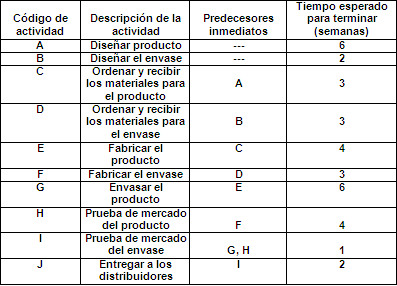 Código de actividad Descripción de la actividad Predecesores inmediatos Tiempo esperado para terminar (semanas)
A Diseñar producto --- 6
B Diseñar el envase --- 2
C Ordenar y recibir los materiales para el producto A 3
D Ordenar y recibir los materiales para el envase B 3
E Fabricar el producto C 4
F Fabricar el envase D 3
G Envasar el producto E 6
H Prueba de mercado del producto F 4
I Prueba de mercado del envase G, H 1
J Entregar a los distribuidores I 2